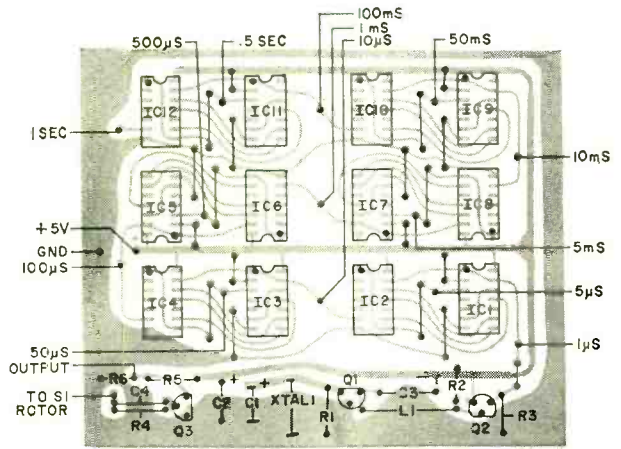 100mS
1mS
10µS
500µS
.5 SEC
50mS
IC12
IC11
IC10
IC9
1SEC
10mS
IC5
IC6
IC7
IC8
+5V
GND
100µS
5mS
IC4
IC3
IC2
IC1
5µS
50µS
1µS
OUTPUT
R6
C4
R5
+
+
C2
C1
XTAL1
Q1
R1
C3
L1
R2
TO S1
ROTOR
R4
Q3
Q2
R3